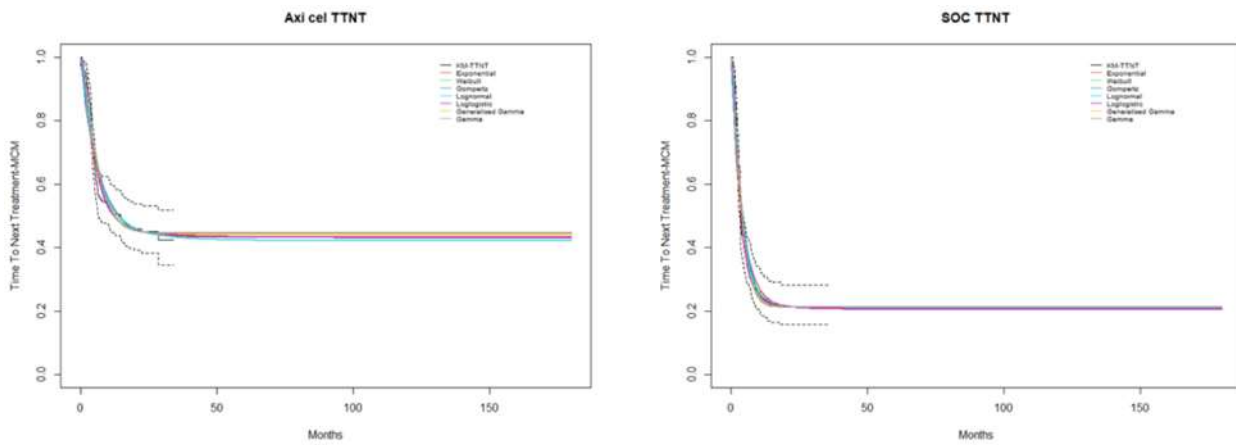 Axi cel TTNT
Time To Next Treatment-MCM
1.0
0.8
0.6
0.4
0.2
0.0
KM-TTNT
Exponential
Weibull
Gompertz
Lognormal
Loglogistic
Generalised Gamma
Gamma
0 50 100 150
Months
SOC TTNT
Time To Next Treatment-MCM
1.0
0.8
0.6
0.4
0.2
0.0
KM-TTNT
Exponential
Weibull
Gompertz
Lognormal
Loglogistic
Generalised Gamma
Gamma
0 50 100 150
Months